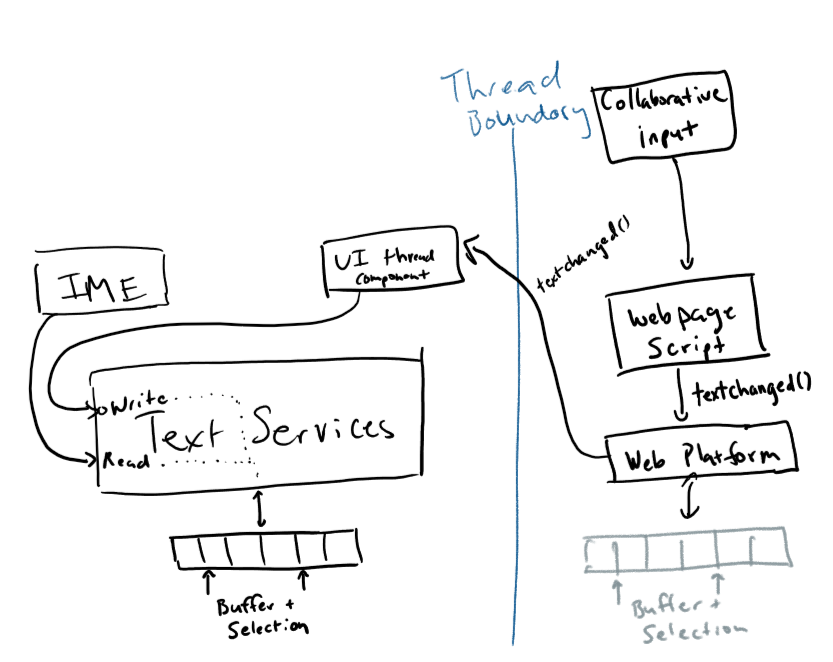 Thread
Boundory
Collaborative
input
textchanged()
UI thread
component
IME
Webpage
Script
textchanged()
Write
Text Services
Read
Web Platform
Buffer +
Selection
Buffer +
Selection